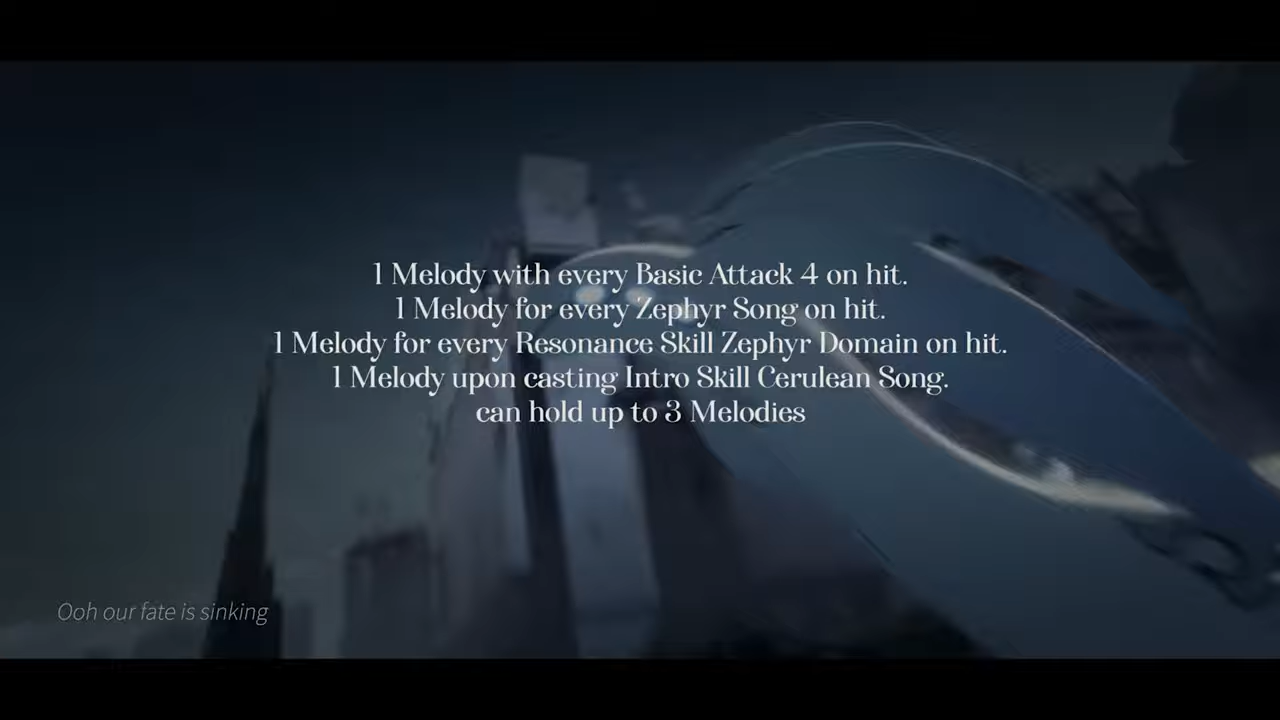 1 Melody with every Basic Attack 4 on hit.
1 Melody for every Zephyr Song on hit.
1 Melody for every Resonance Skill Zephyr Domain on hit.
1 Melody upon casting Intro Skill Cerulean Song.
can hold up to 3 Melodies
Ooh our fate is sinking